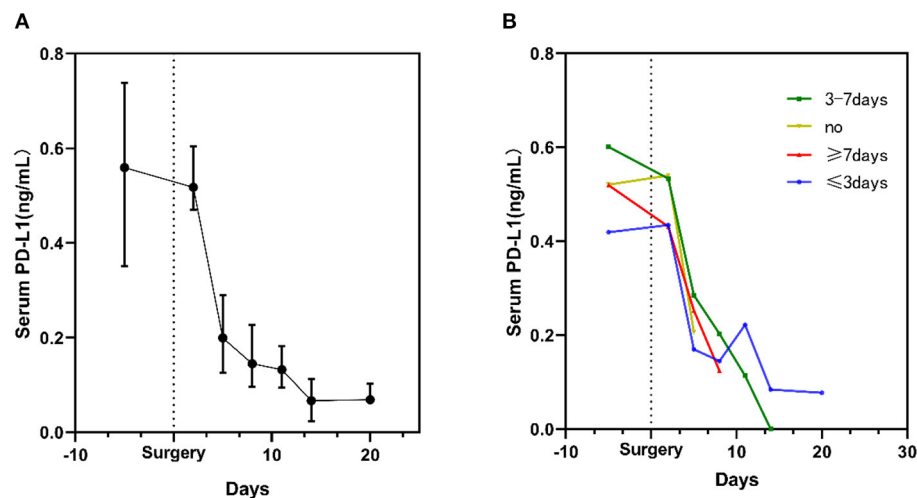 A
Serum PD-L1(ng/mL)
0.8
0.6
0.4
0.2
0.0
-10 Surgery 10 20
Days
B
Serum PD-L1(ng/mL)
0.8
0.6
0.4
0.2
0.0
3-7days
no
≥7days
≤3days
-10 Surgery 10 20 30
Days